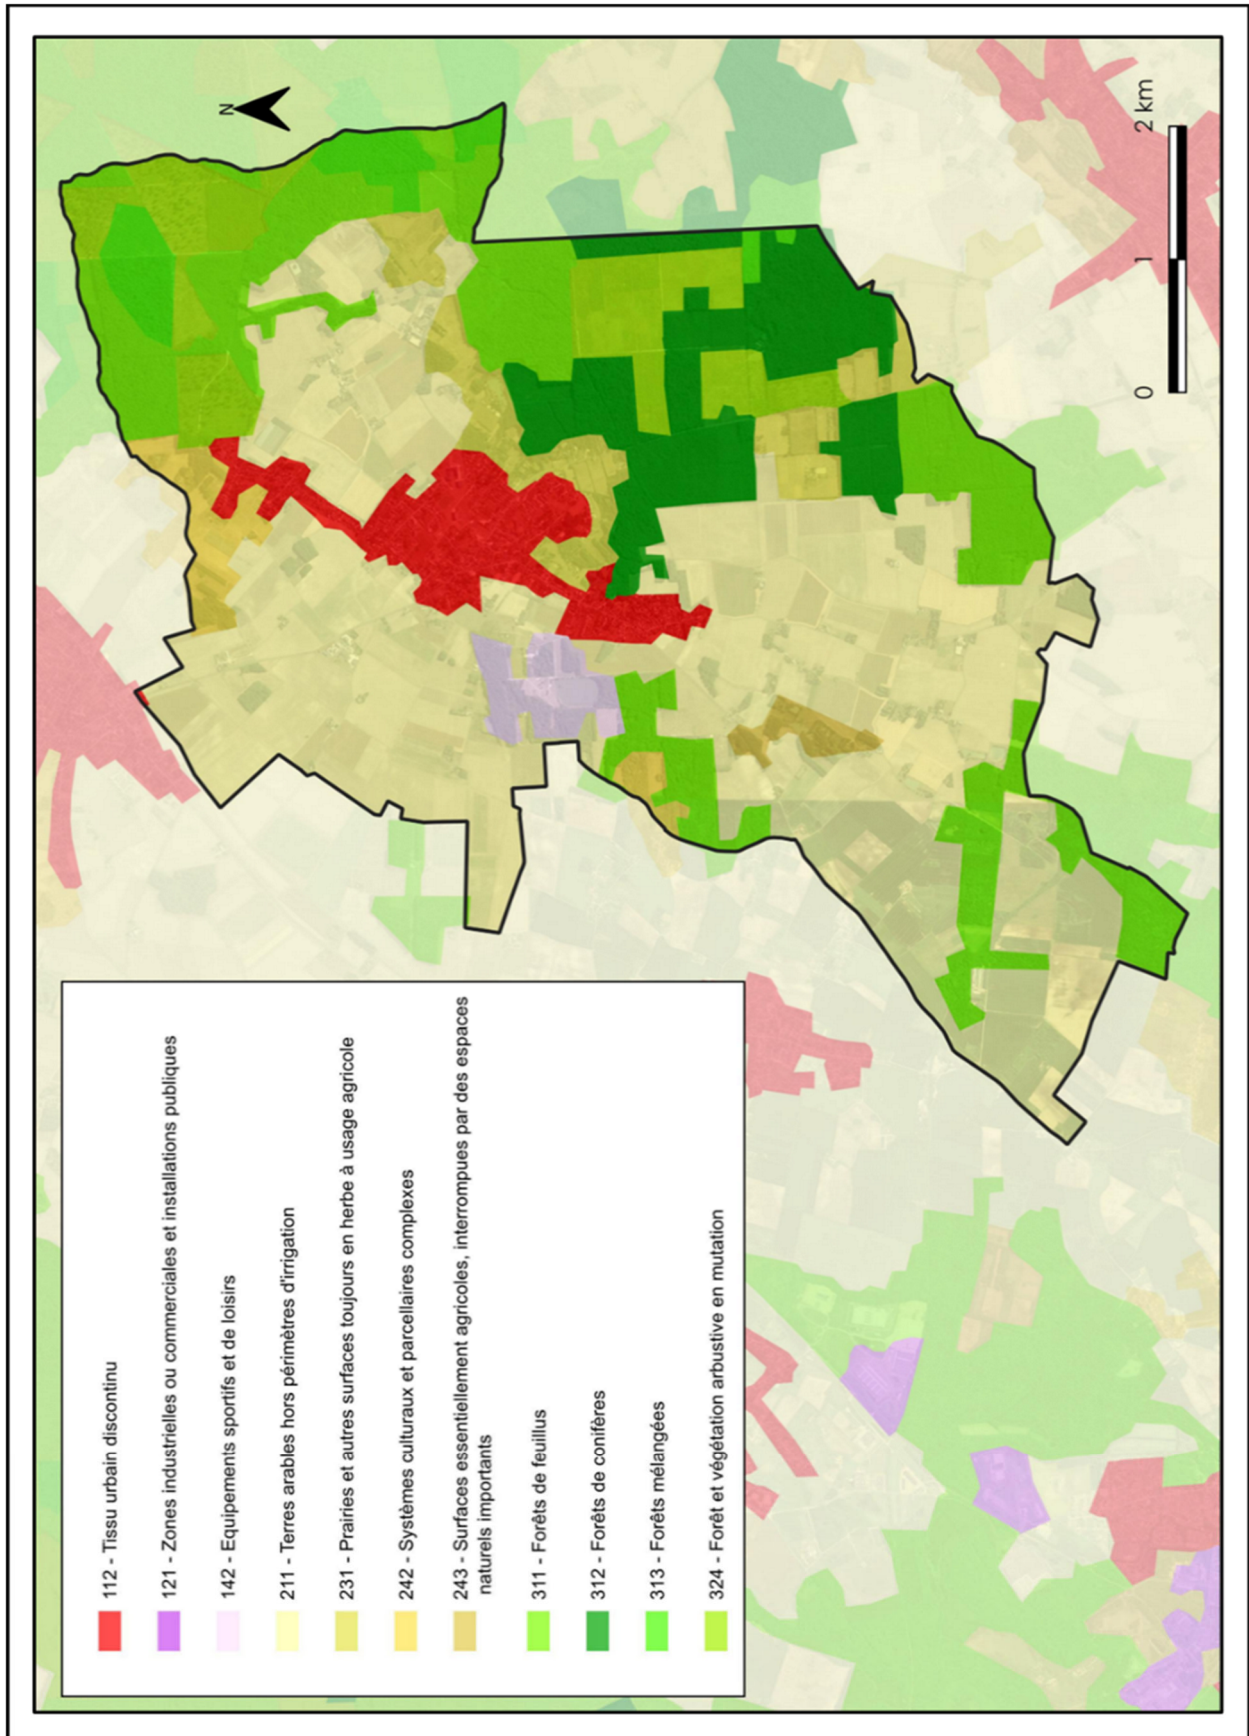 112 - Tissu urbain discontinu
121 - Zones industrielles ou commerciales et installations publiques
142 - Equipements sportifs et de loisirs
211 - Terres arables hors périmètres d'irrigation
231 - Prairies et autres surfaces toujours en herbe à usage agricole
242 - Systèmes culturaux et parcellaires complexes
243 - Surfaces essentiellement agricoles, interrompues par des espaces
naturels importants
311 - Forêts de feuillus
312 - Forêts de conifères
313 - Forêts mélangées
324 - Forêt et végétation arbustive en mutation
N
0 1 2 km